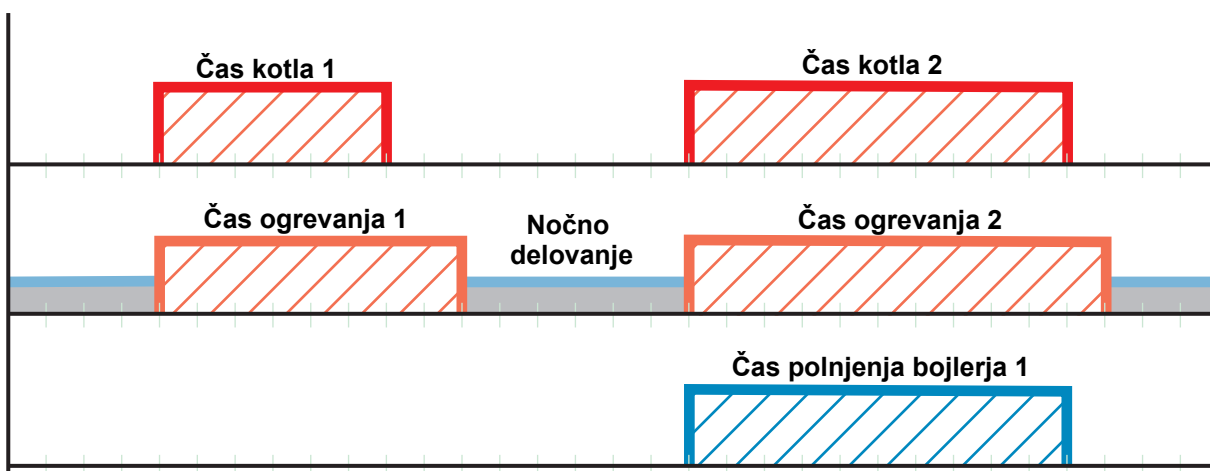 Čas kotla 1
Čas kotla 2
Čas ogrevanja 1
Nočno
delovanje
Čas ogrevanja 2
Čas polnjenja bojlerja 1